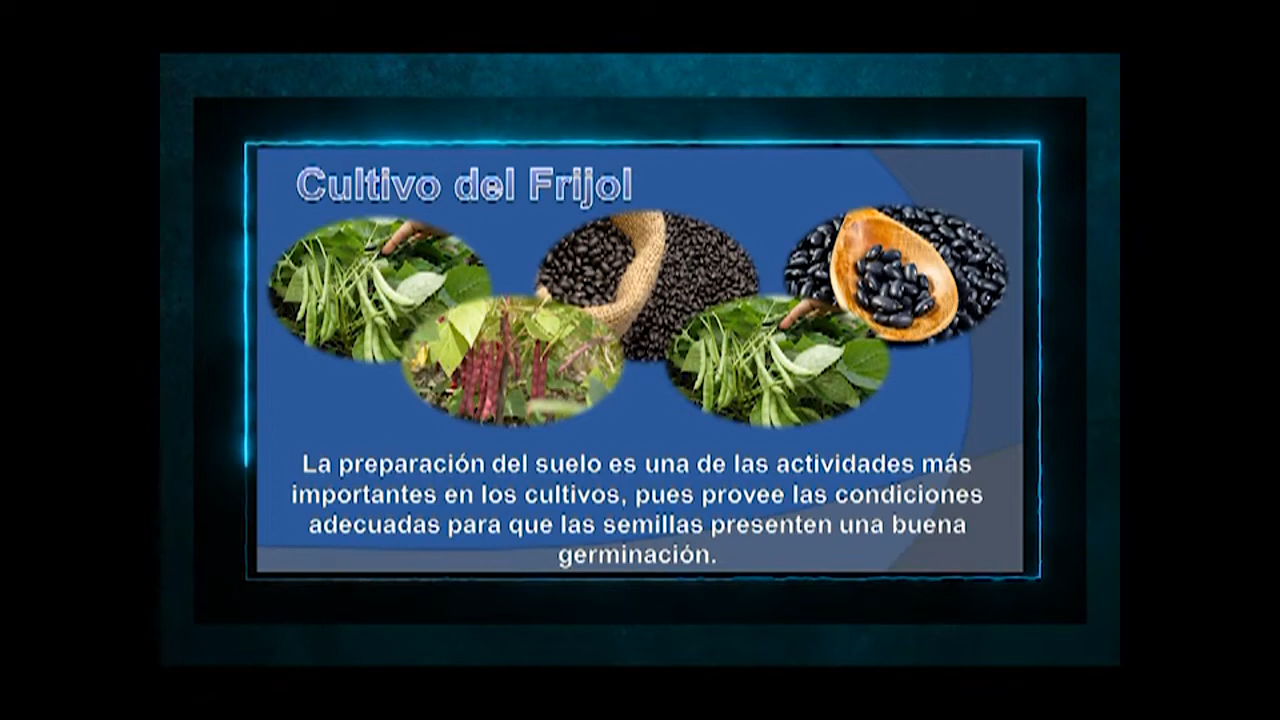 Cultivo del Frijol
La preparación del suelo es una de las actividades más
importantes en los cultivos, pues provee las condiciones
adecuadas para que las semillas presenten una buena
germinación.